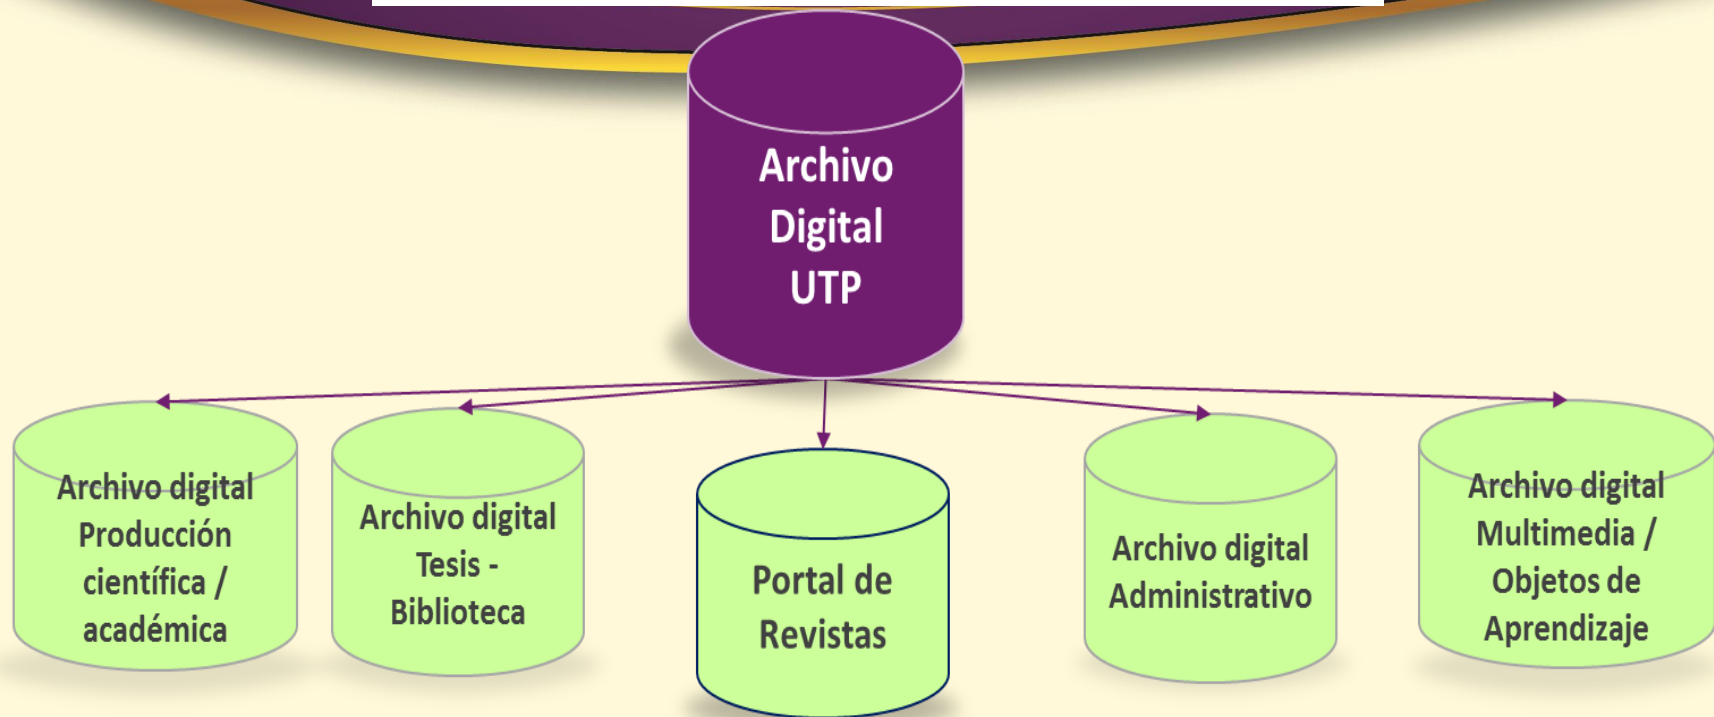 Archivo
Digital
UTP
Archivo digital
Producción
científica /
académica
Archivo digital
Tesis -
Biblioteca
Portal de
Revistas
Archivo digital
Administrativo
Archivo digital
Multimedia /
Objetos de
Aprendizaje